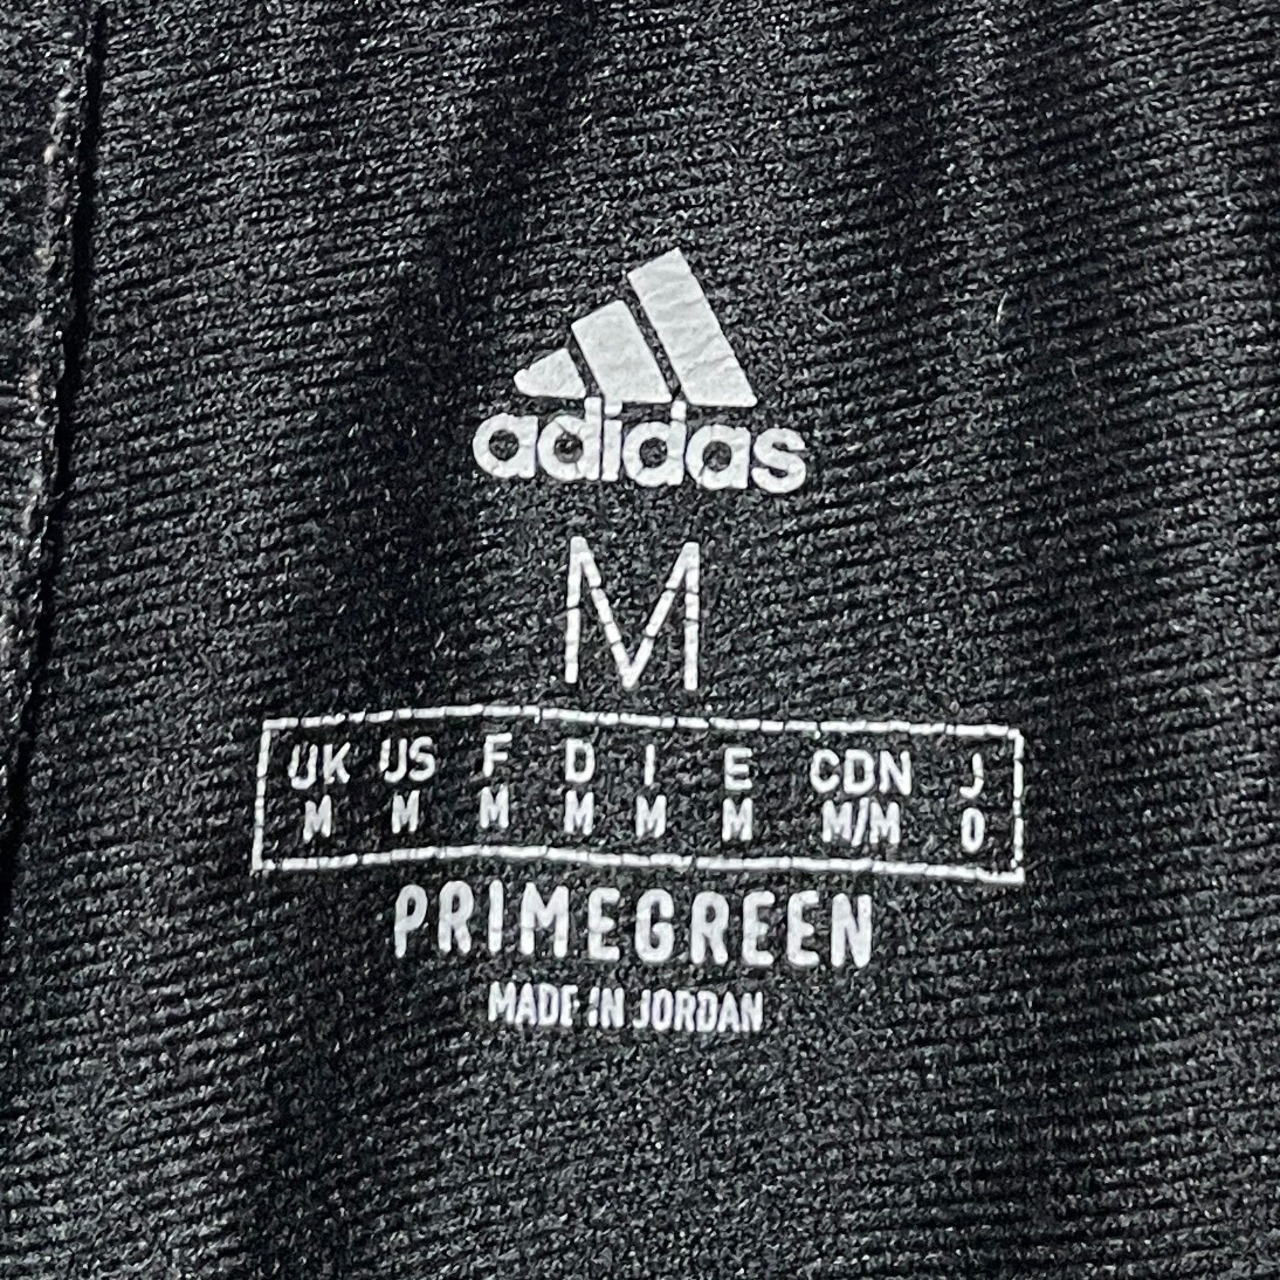 adidas
M
UK US F D I E CDN J
M M M M M M M/M O
PRIMEGREEN
MADE IN JORDAN